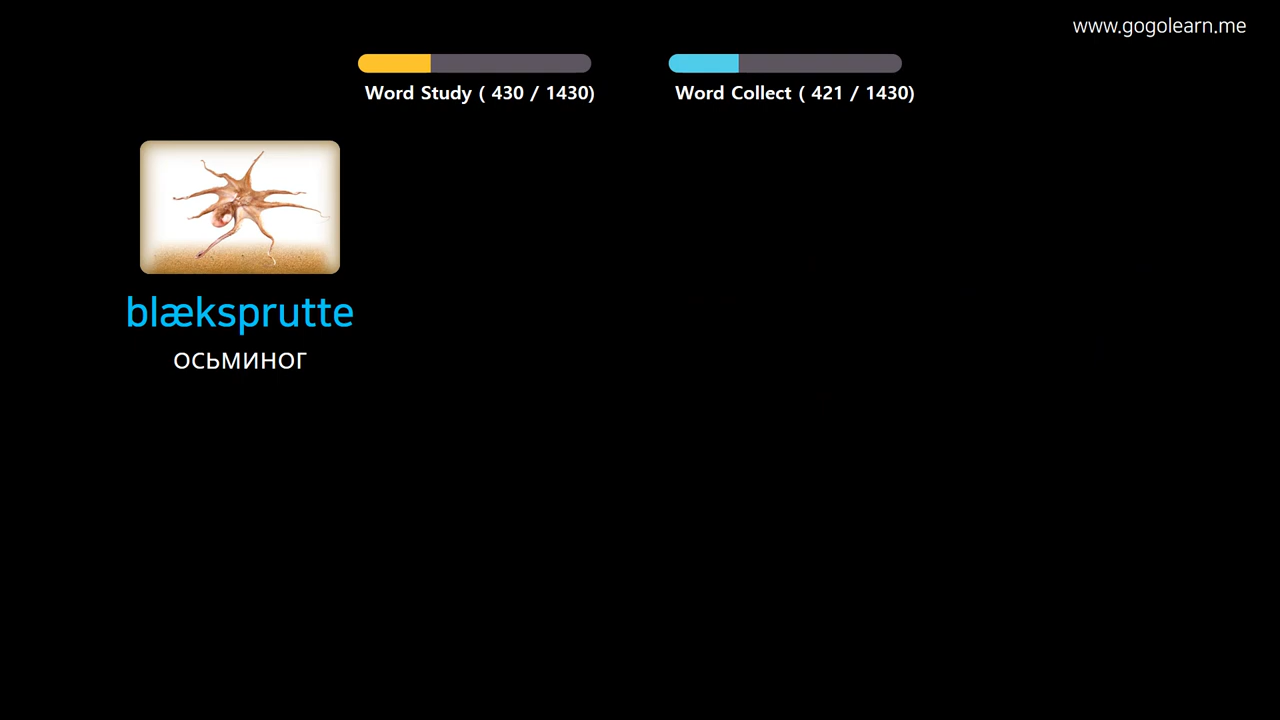 www.gogolearn.me
Word Study ( 430 / 1430)
Word Collect ( 421 / 1430)
blæksprutte
осьминог